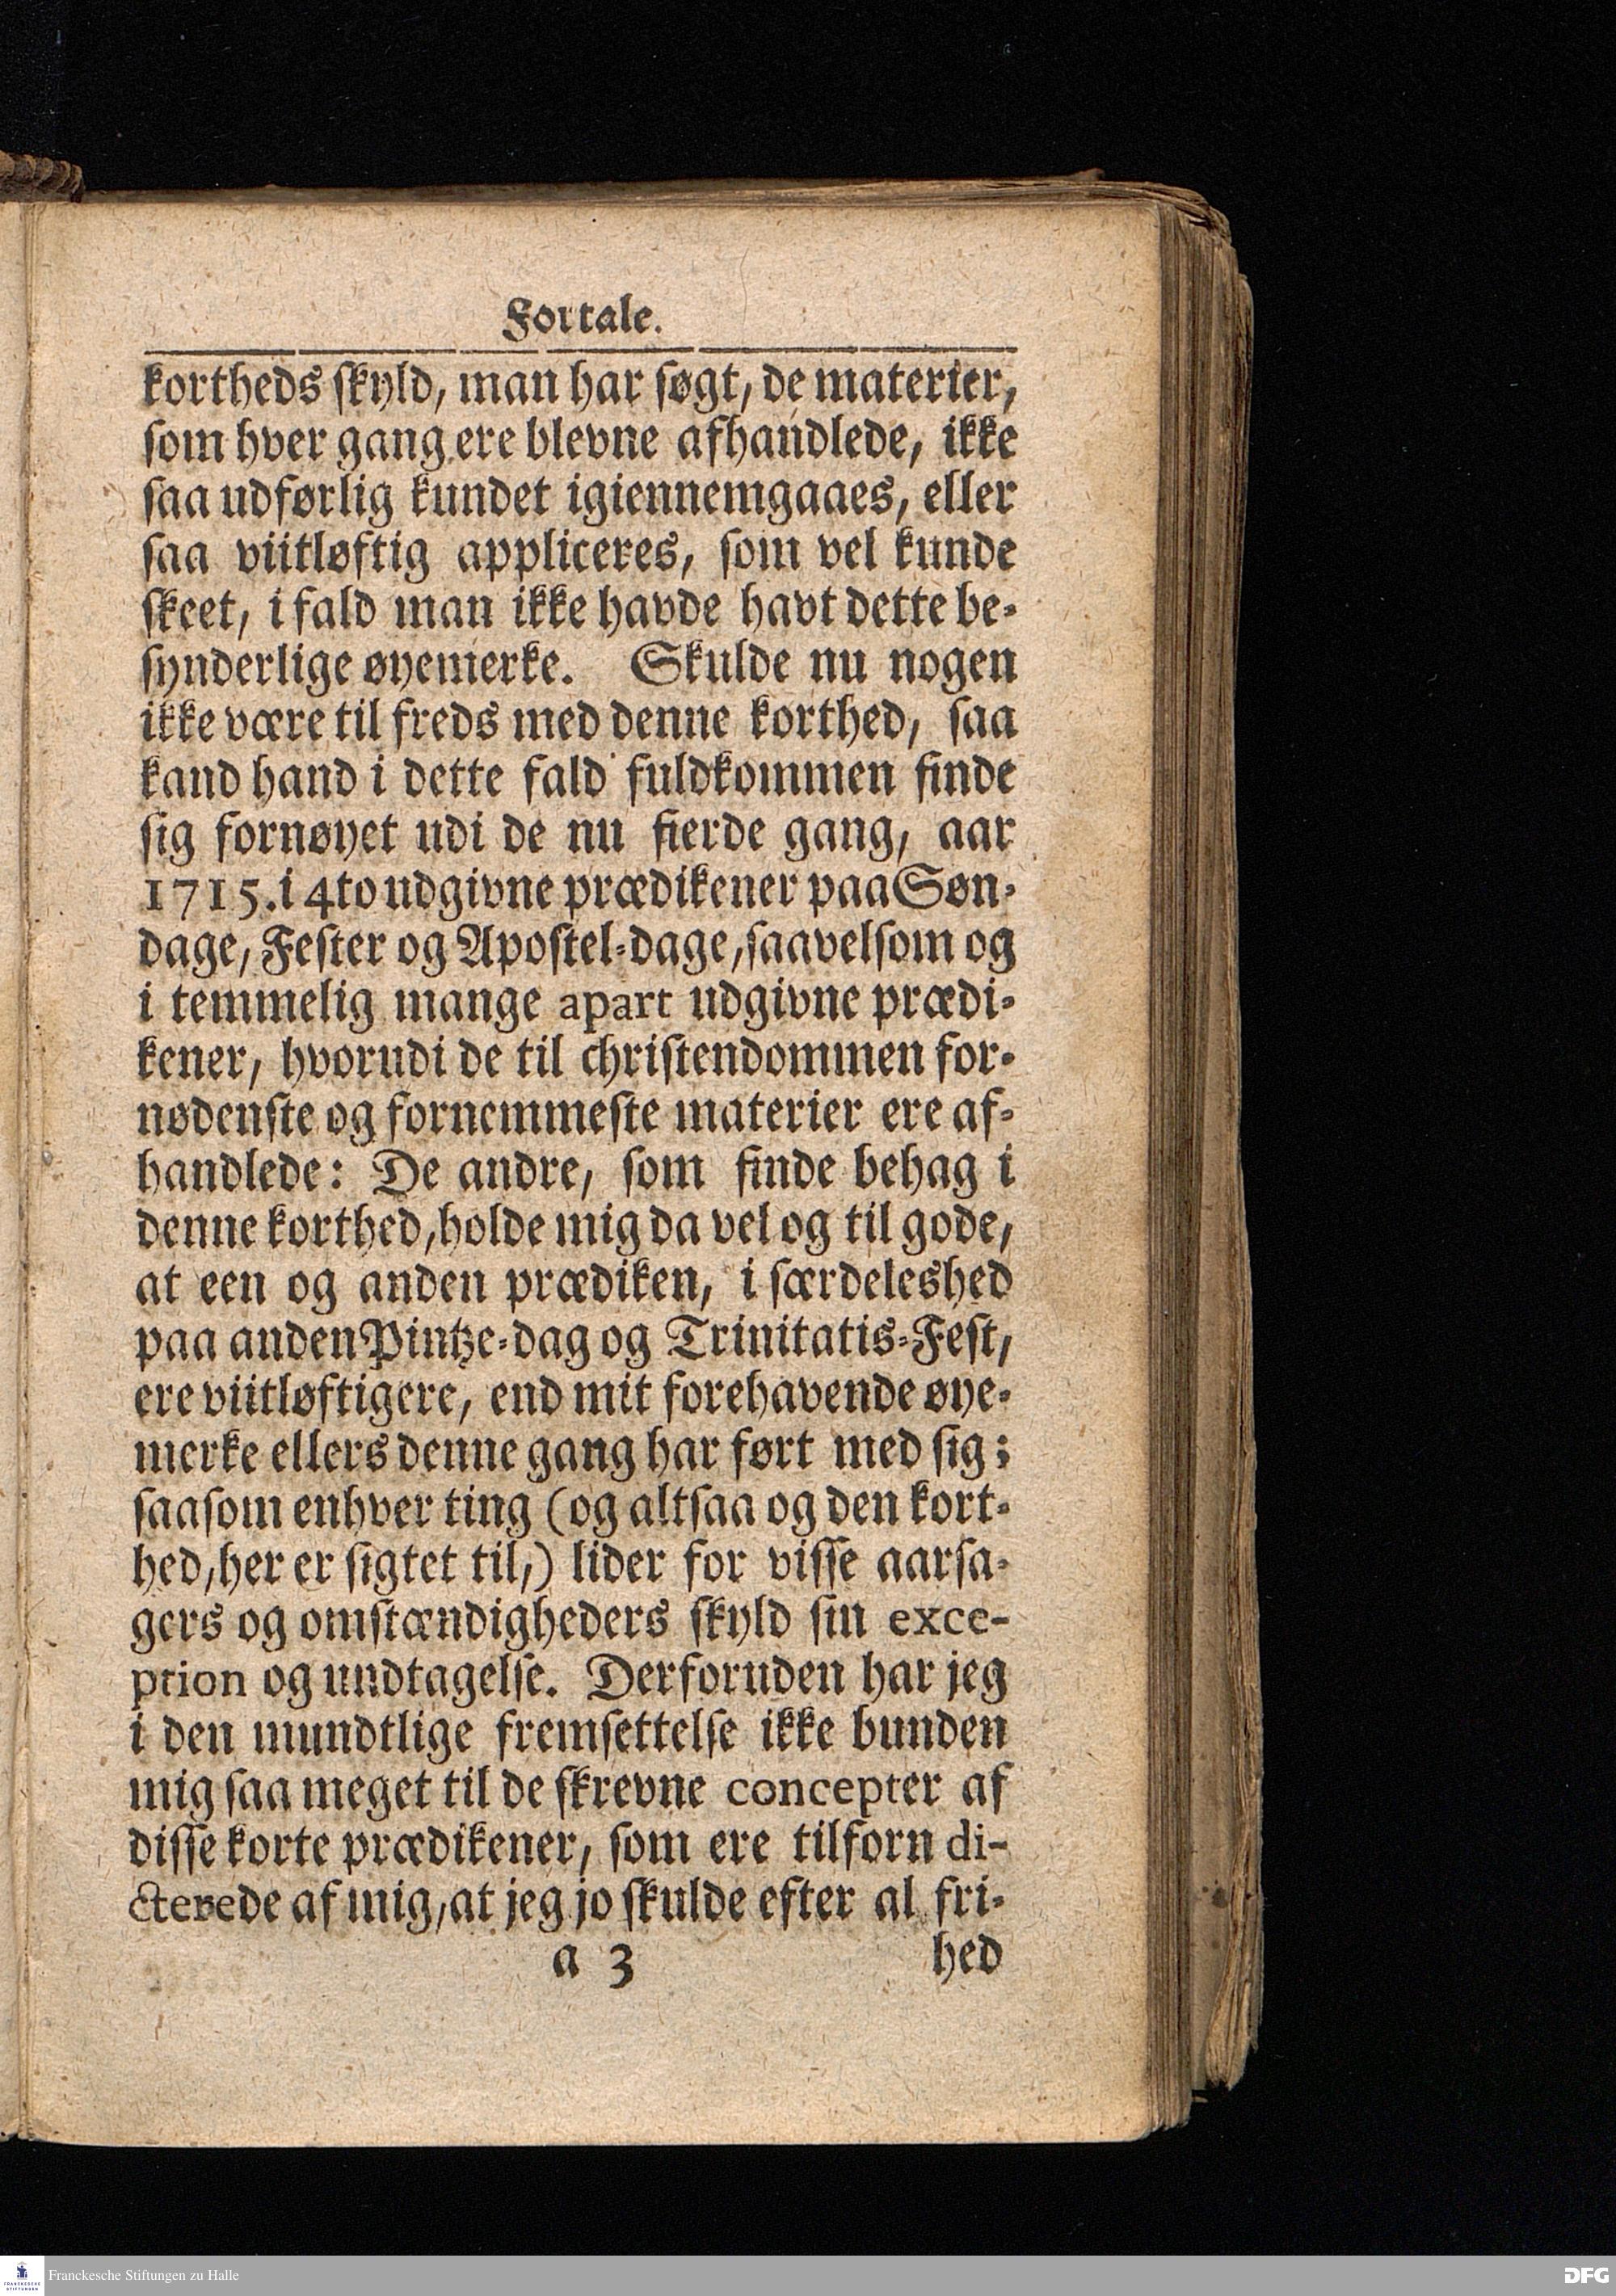 Fortale.
kortheds ſkyld, man har ſøgt, de materier,
ſom hver gang ere blevne afhandlede, ikke
ſaa udførlig kundet igiennemgaaes, eller
ſaa viitløftig appliceres, ſom vel kunde
ſkeet, i fald man ikke havde havt dette be-
ſynderlige øyemerke. Skulde nu nogen
ikke være til freds med denne korthed, ſaa
kand hand i dette fald fuldkommen finde
ſig fornøyet udi de nu fierde gang, aar
1715. i 4to udgivne prædikener paa Søn-
dage, Feſter og Apoſtel-dage, ſaavelſom og
i temmelig mange apart udgivne prædi-
kener, hvorudi de til chriſtendommen for-
nødenſte og fornemmeſte materier ere af-
handlede: De andre, ſom finde behag i
denne korthed, holde mig da vel og til gode,
at een og anden prædiken, i ſærdeleshed
paa anden Pintze-dag og Trinitatis-Feſt,
ere viitløftigere, end mit forehavende øye-
merke ellers denne gang har ført med ſig;
ſaaſom enhver ting (og altſaa og den kort-
hed, her er ſigtet til,) lider for viſſe aarſa-
gers og omſtændigheders ſkyld ſin exce-
ption og undtagelſe. Derforuden har jeg
i den mundtlige fremſettelſe ikke bunden
mig ſaa meget til de ſkrevne concepter af
diſſe korte prædikener, ſom ere tilforn di-
cterede af mig, at jeg jo ſkulde efter al fri-
a 3 hed
Franckesche Stiftungen zu Halle
DFG